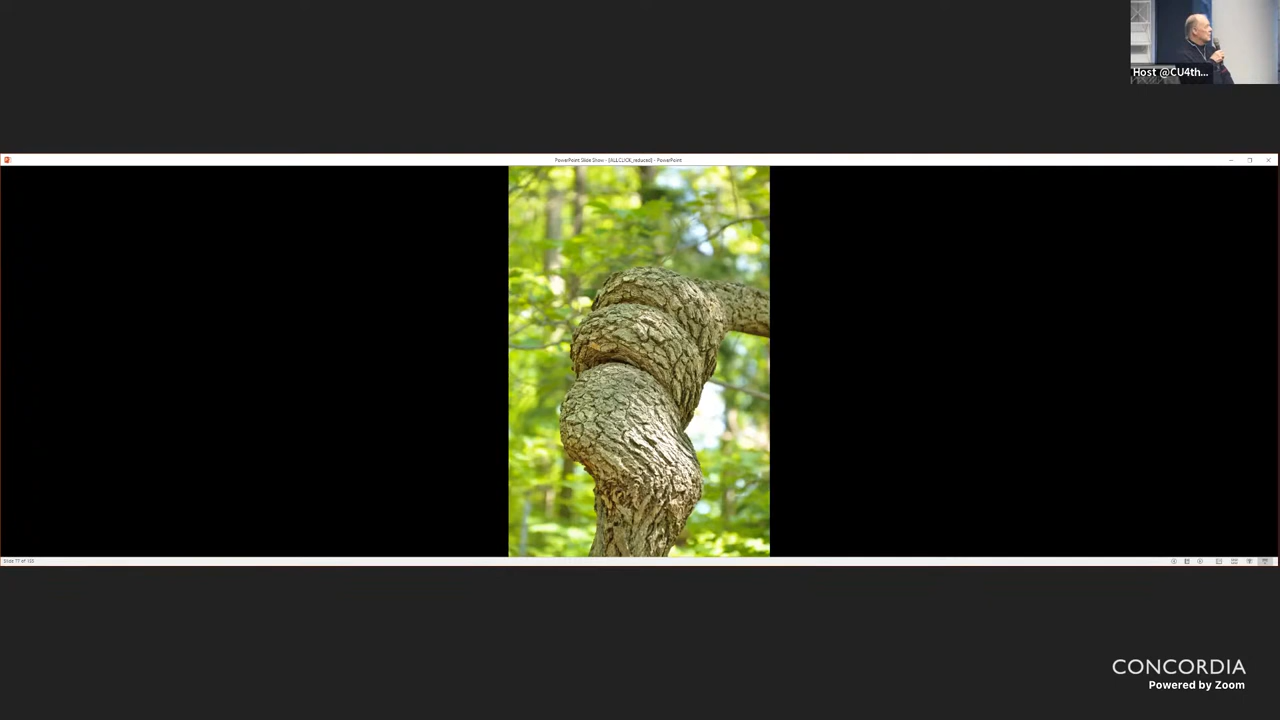 Host @CU4th...
PowerPoint Slide Show - [ALLCLICK_reduced] - PowerPoint
CONCORDIA
Powered by Zoom